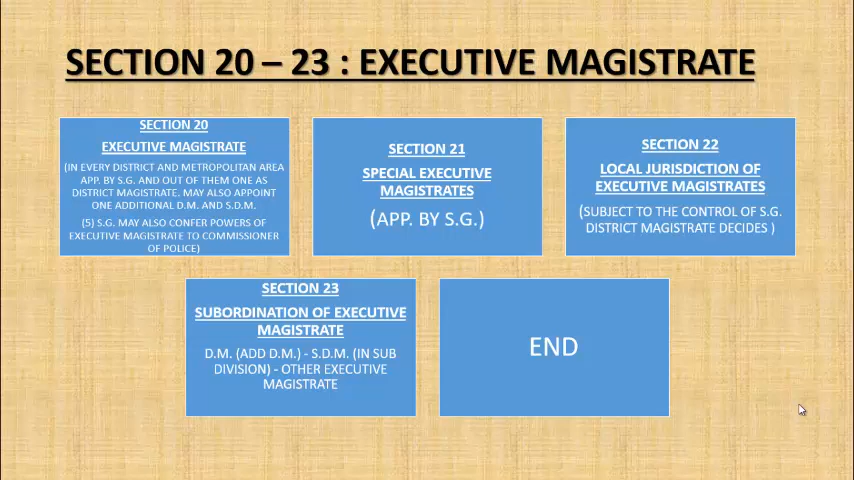 SECTION 20 – 23 : EXECUTIVE MAGISTRATE
SECTION 20
EXECUTIVE MAGISTRATE
(IN EVERY DISTRICT AND METROPOLITAN AREA
APP. BY S.G. AND OUT OF THEM ONE AS
DISTRICT MAGISTRATE. MAY ALSO APPOINT
ONE ADDITIONAL D.M. AND S.D.M.
(5) S.G. MAY ALSO CONFER POWERS OF
EXECUTIVE MAGISTRATE TO COMMISSIONER
OF POLICE)
SECTION 21
SPECIAL EXECUTIVE
MAGISTRATES
(APP. BY S.G.)
SECTION 22
LOCAL JURISDICTION OF
EXECUTIVE MAGISTRATES
(SUBJECT TO THE CONTROL OF S.G.
DISTRICT MAGISTRATE DECIDES )
SECTION 23
SUBORDINATION OF EXECUTIVE
MAGISTRATE
D.M. (ADD D.M.) - S.D.M. (IN SUB
DIVISION) - OTHER EXECUTIVE
MAGISTRATE
END